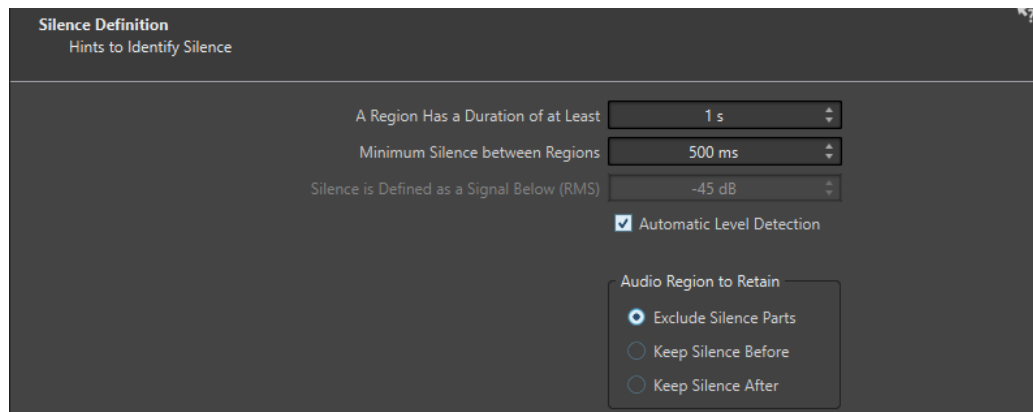 Silence Definition
Hints to Identify Silence
A Region Has a Duration of at Least 1 s
Minimum Silence between Regions 500 ms
Silence is Defined as a Signal Below (RMS) -45 dB
Automatic Level Detection
Audio Region to Retain
Exclude Silence Parts
Keep Silence Before
Keep Silence After